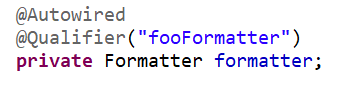 @Autowired
@Qualifier("fooFormatter")
private Formatter formatter;